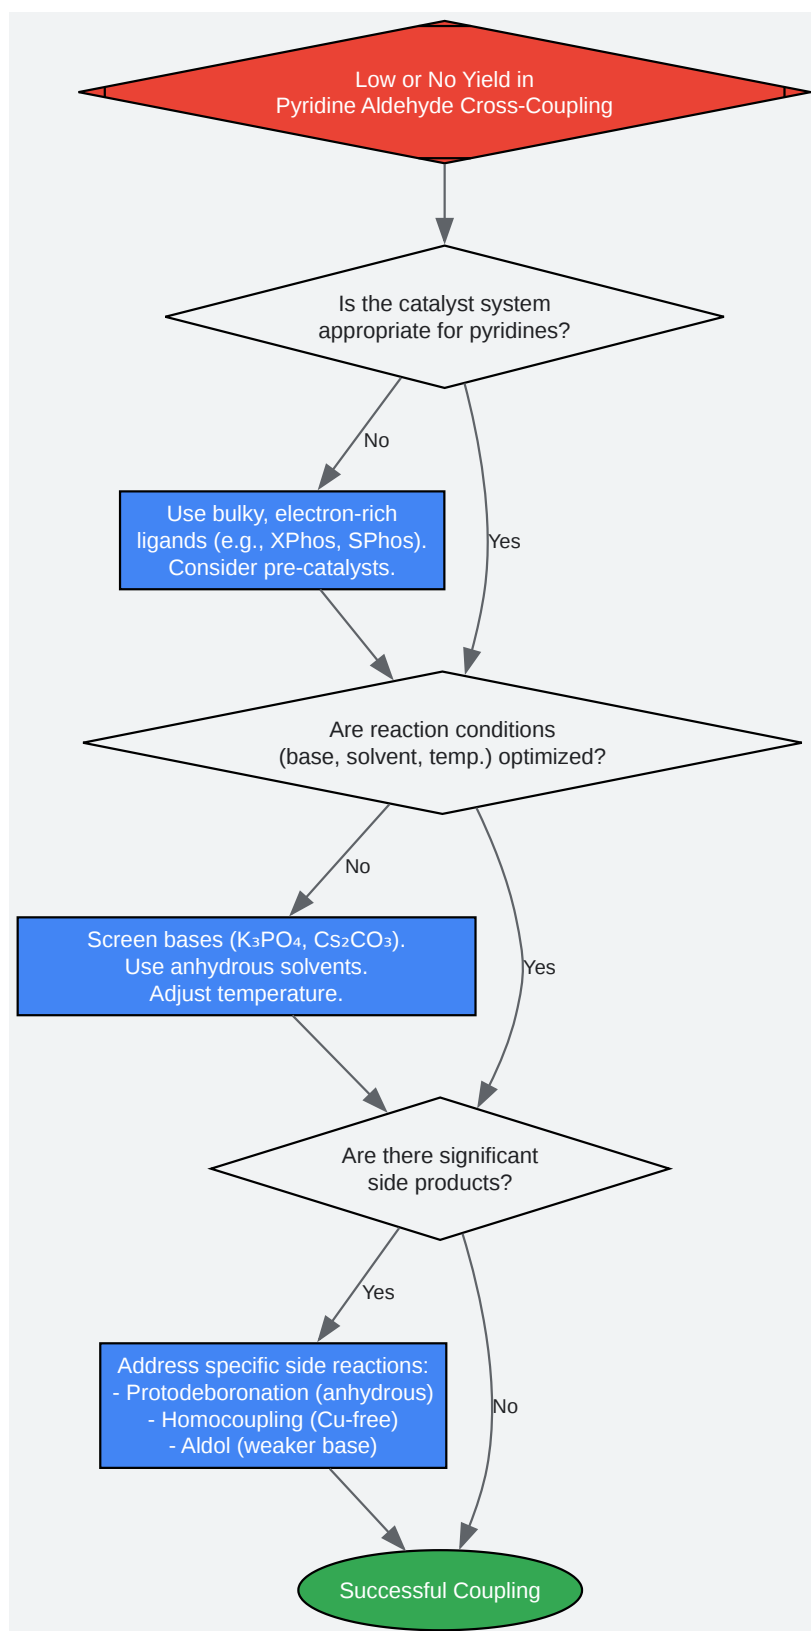 Low or No Yield in
Pyridine Aldehyde Cross-Coupling
Is the catalyst system
appropriate for pyridines?
No
Use bulky, electron-rich
ligands (e.g., XPhos, SPhos).
Consider pre-catalysts.
Yes
Are reaction conditions
(base, solvent, temp.) optimized?
No
Screen bases (K₃PO₄, Cs₂CO₃).
Use anhydrous solvents.
Adjust temperature.
Yes
Are there significant
side products?
Yes
Address specific side reactions:
- Protodeboronation (anhydrous)
- Homocoupling (Cu-free)
- Aldol (weaker base)
No
Successful Coupling